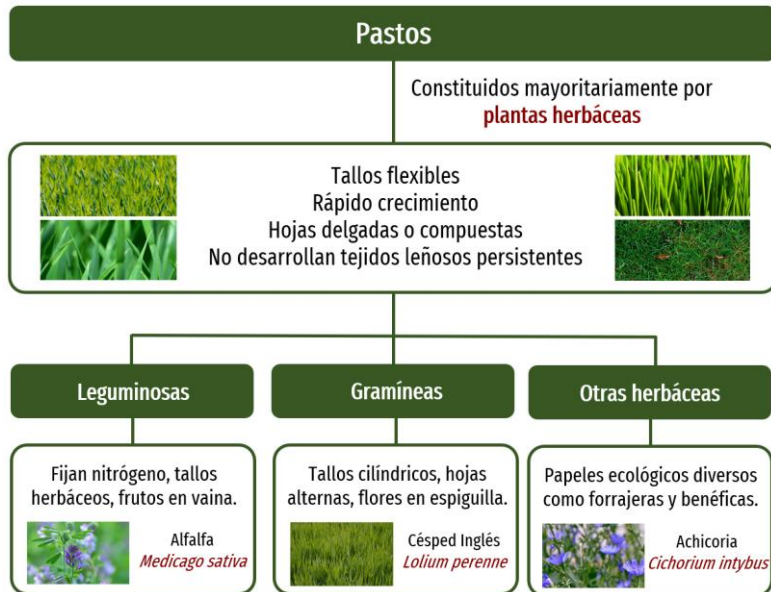 Pastos
Constituidos mayoritariamente por
plantas herbáceas
Tallos flexibles
Rápido crecimiento
Hojas delgadas o compuestas
No desarrollan tejidos leñosos persistentes
Leguminosas
Fijan nitrógeno, tallos
herbáceos, frutos en vaina.
Alfalfa
Medicago sativa
Gramíneas
Tallos cilíndricos, hojas
alternas, flores en espiguilla.
Césped Inglés
Lolium perenne
Otras herbáceas
Papeles ecológicos diversos
como forrajeras y benéficas.
Achicoria
Cichorium intybus